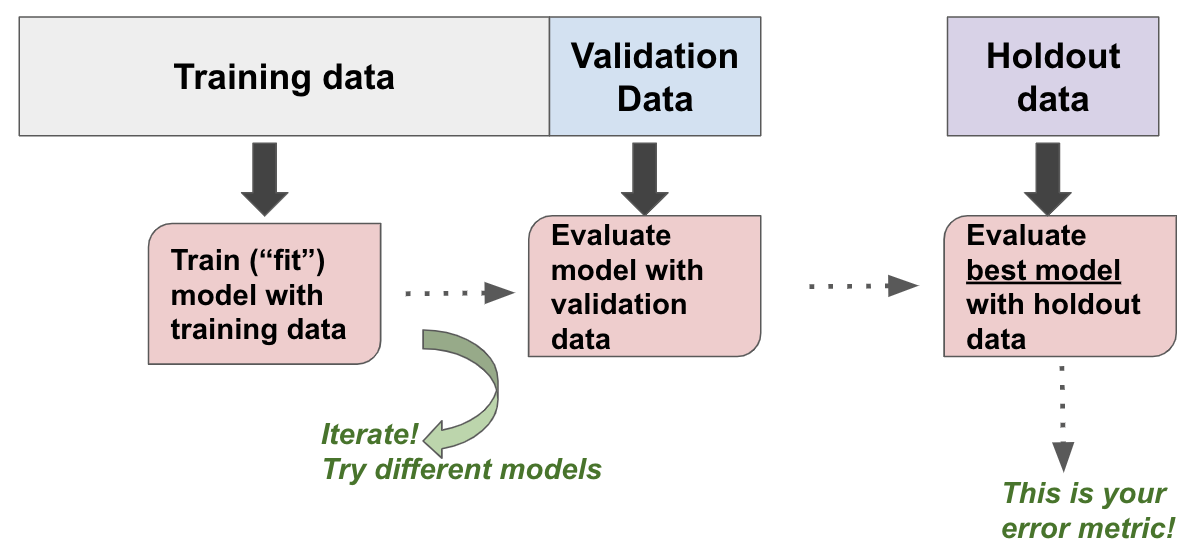 Training data
Validation
Data
Holdout
data
Train (“fit”)
model with
training data
Evaluate
model with
validation
data
Evaluate
best model
with holdout
data
Iterate!
Try different models
This is your
error metric!